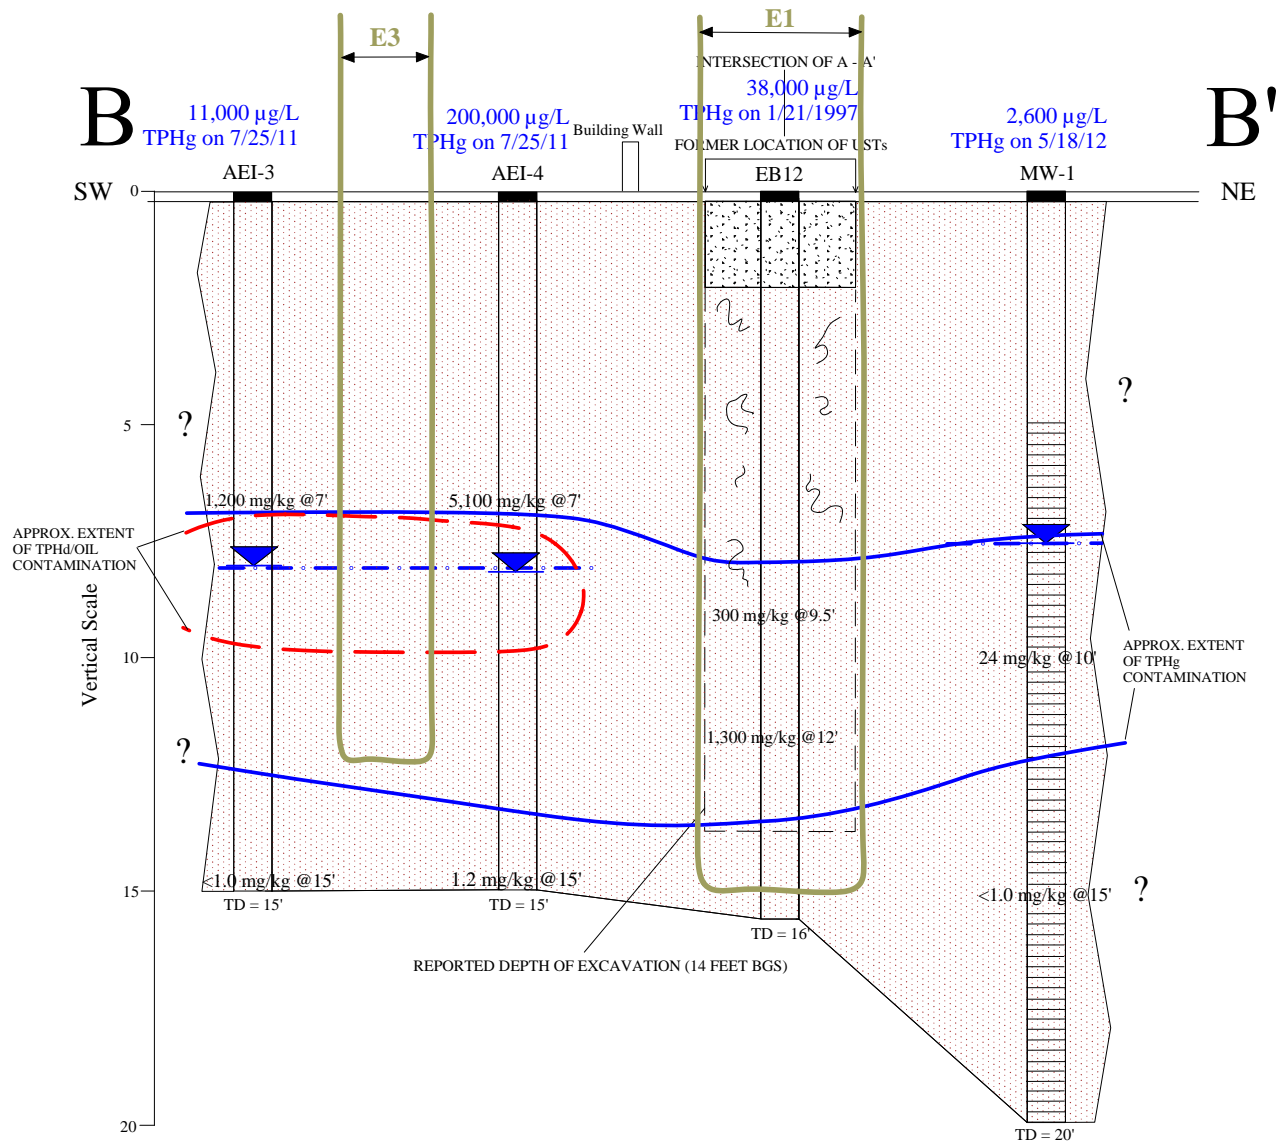 E3
E1
INTERSECTION OF A - A'
B
B'
11,000 µg/L
TPHg on 7/25/11
200,000 µg/L
TPHg on 7/25/11
Building Wall
38,000 µg/L
TPHg on 1/21/1997
2,600 µg/L
TPHg on 5/18/12
FORMER LOCATION OF USTs
AEI-3
AEI-4
EB12
MW-1
SW
0
NE
?
?
5
1,200 mg/kg @7'
5,100 mg/kg @7'
APPROX. EXTENT
OF TPHd/OIL
CONTAMINATION
Vertical Scale
300 mg/kg @9.5'
10
24 mg/kg @10'
APPROX. EXTENT
OF TPHg
CONTAMINATION
?
1,300 mg/kg @12'
15
<1.0 mg/kg @15'
1.2 mg/kg @15'
<1.0 mg/kg @15'
?
TD = 15'
TD = 15'
TD = 16'
REPORTED DEPTH OF EXCAVATION (14 FEET BGS)
20
TD = 20'